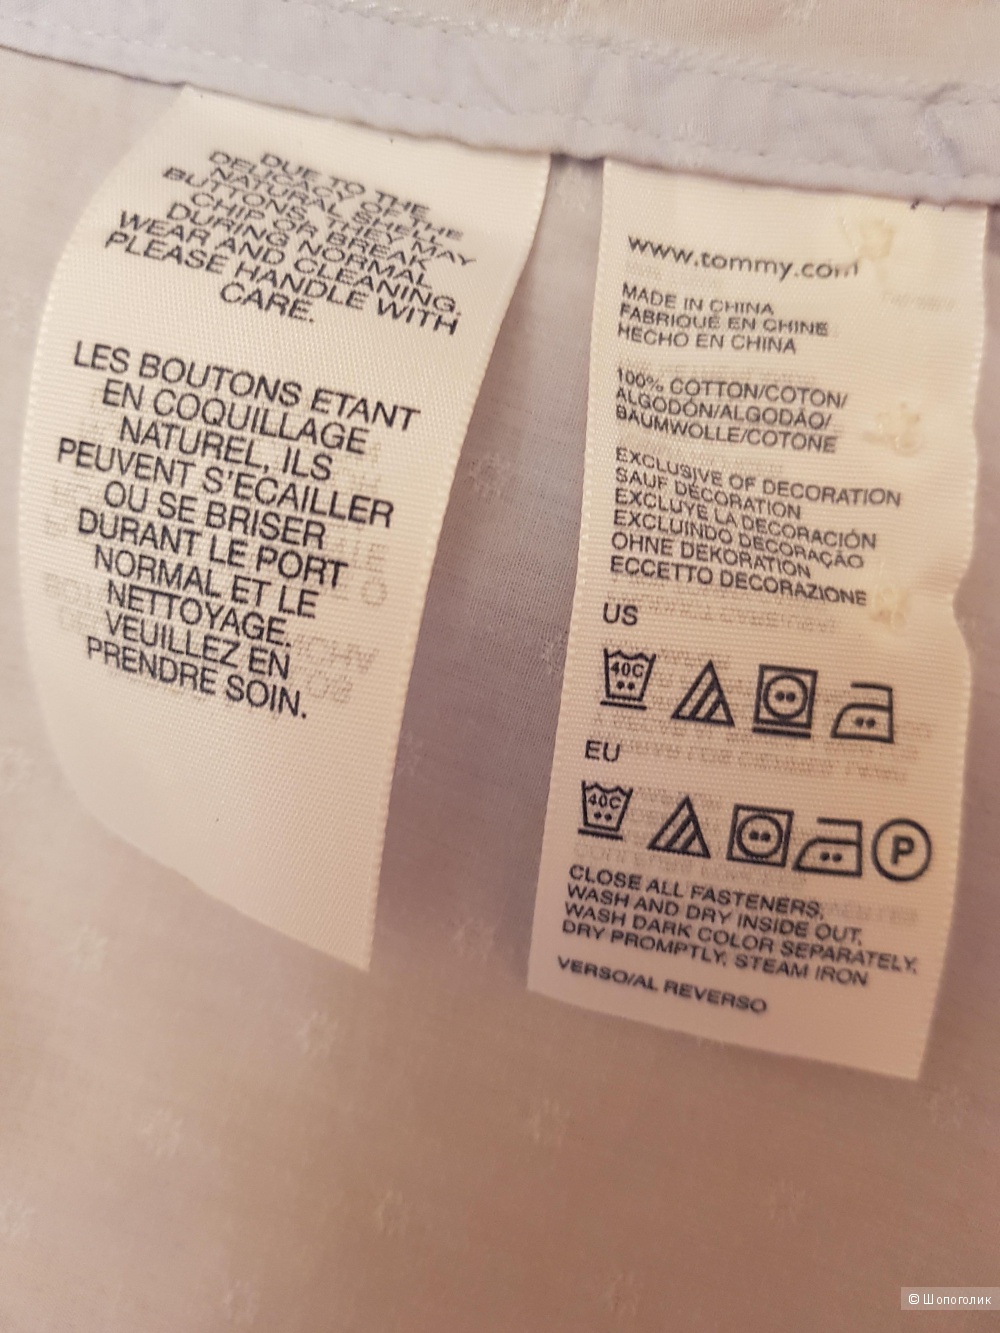 DUE TO THE
DELICACY OF THE
NATURAL SHELL
BUTTONS, THEY MAY
CHIP OR BREAK
DURING NORMAL
WEAR AND CLEANING.
PLEASE HANDLE WITH
CARE.
LES BOUTONS ETANT
EN COQUILLAGE
NATUREL, ILS
PEUVENT S'ECAILLER
OU SE BRISER
DURANT LE PORT
NORMAL ET LE
NETTOYAGE.
VEUILLEZ EN
PRENDRE SOIN.
www.tommy.com
MADE IN CHINA
FABRIQUÉ EN CHINE
HECHO EN CHINA
100% COTTON/COTON/
ALGODÓN/ALGODÃO/
BAUMWOLLE/COTONE
EXCLUSIVE OF DECORATION
SAUF DÉCORATION
EXCLUYE LA DECORACIÓN
EXCLUINDO DECORAÇÃO
OHNE DEKORATION
ECCETTO DECORAZIONE
US
40C
EU
40C
P
CLOSE ALL FASTENERS,
WASH AND DRY INSIDE OUT,
WASH DARK COLOR SEPARATELY,
DRY PROMPTLY, STEAM IRON
VERSO/AL REVERSO
© Шопоголик